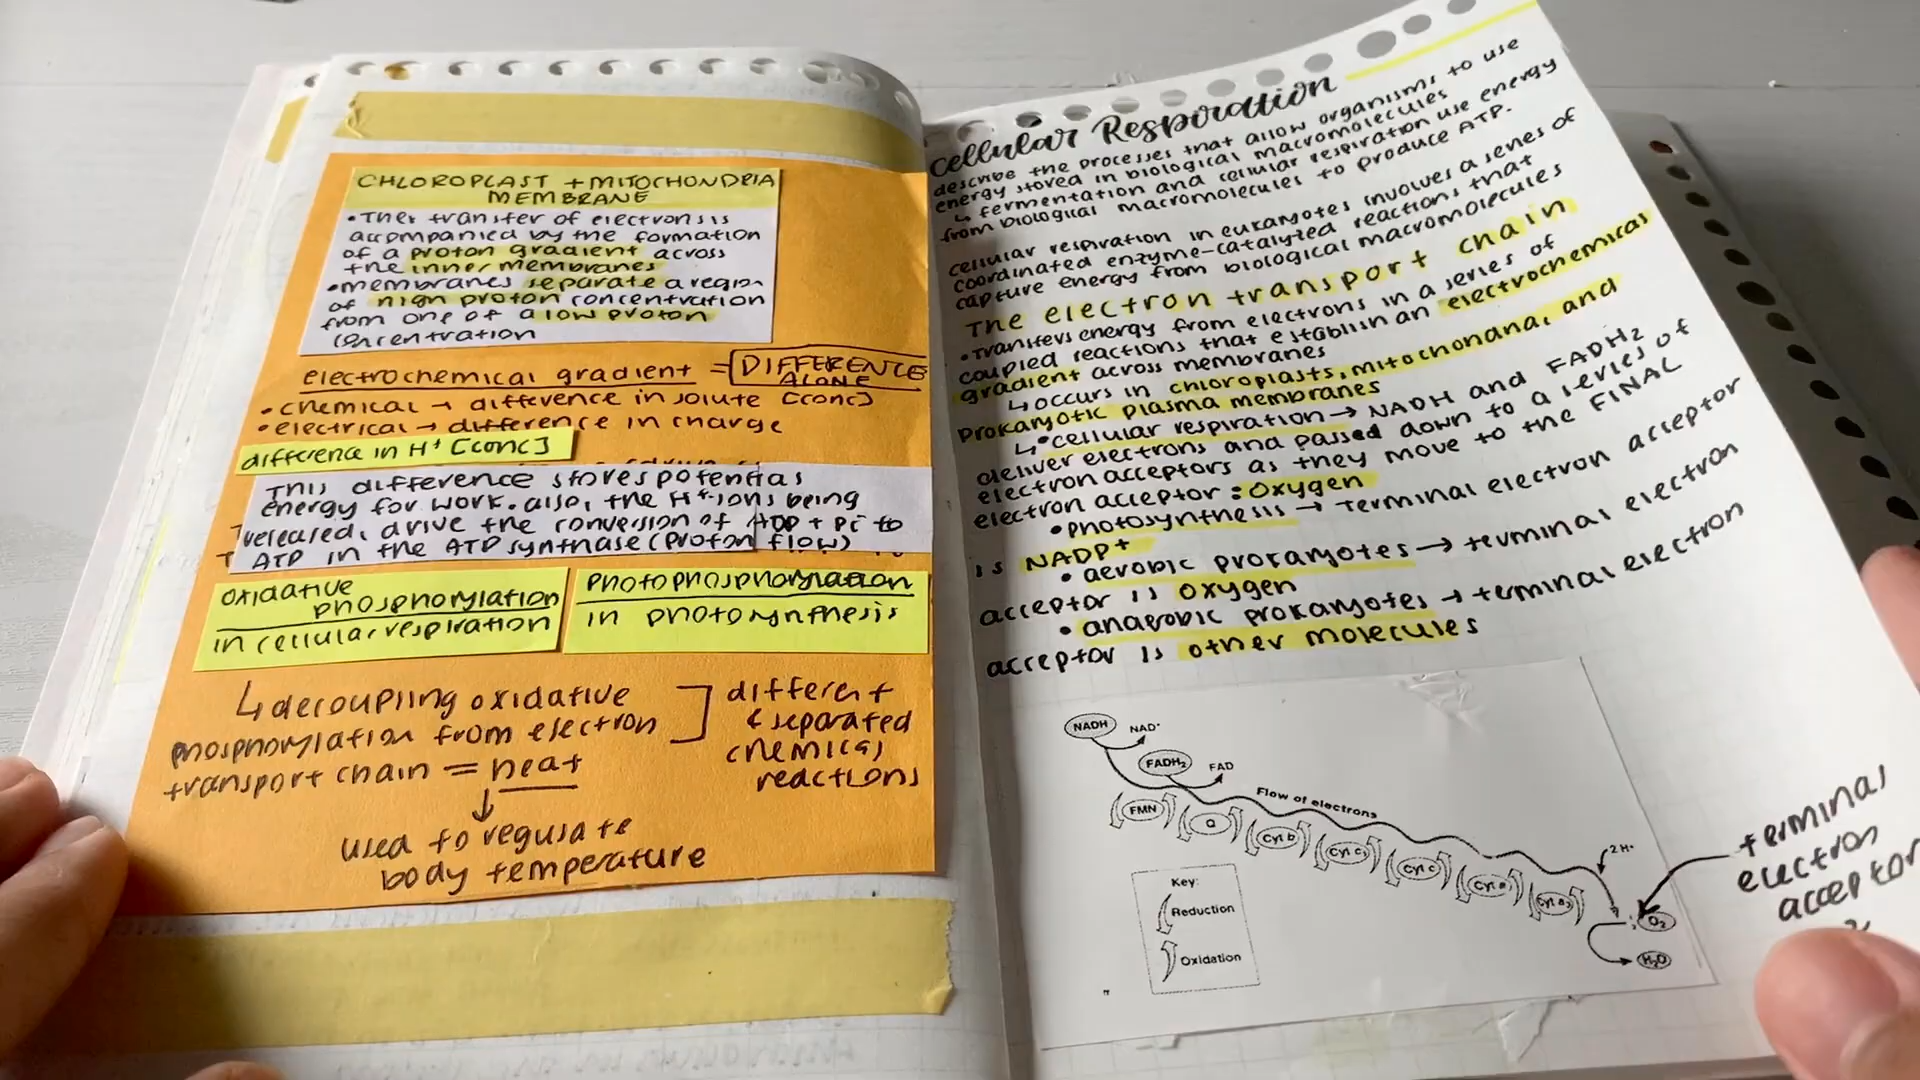 CHLOROPLAST + MITOCHONDRIA
MEMBRANE
• The transfer of electrons is
accompanied by the formation
of a proton gradient across
the inner membranes
• membranes separate a region
of high proton concentration
from one of a low proton
concentration
electrochemical gradient = DIFFERENCE
ALONE
• chemical → difference in solute [conc]
• electrical → difference in charge
difference in H+ [conc]
This difference stores potential
energy for work. also, the H+ ions being
released, drive the conversion of ADP + Pi to
ATP in the ATP synthase (proton flow)
oxidative
phosphorylation
in cellular respiration
photophosphorylation
in photosynthesis
↳ decoupling oxidative
phosphorylation from electron
transport chain = heat
different
& separated
chemical
reactions
↓
used to regulate
body temperature
Cellular Respiration
describe the processes that allow organisms to use
energy stored in biological macromolecules
↳ fermentation and cellular respiration use energy
from biological macromolecules to produce ATP.
cellular respiration in eukaryotes involves a series of
coordinated enzyme-catalyzed reactions that
capture energy from biological macromolecules
The electron transport chain
• transfers energy from electrons in a series of
coupled reactions that establish an electrochemical
gradient across membranes
↳ occurs in chloroplasts, mitochondria, and
prokaryotic plasma membranes
↳ • cellular respiration → NADH and FADH2
deliver electrons and passed down to a series of
electron acceptors as they move to the FINAL
electron acceptor: oxygen
• photosynthesis → terminal electron acceptor
is NADP+
• aerobic prokaryotes → terminal electron
acceptor is oxygen
• anaerobic prokaryotes → terminal electron
acceptor is other molecules
NADH
NAD+
FADH2
FAD
Flow of electrons
FMN
Q
Cyt b
Cyt c1
Cyt c
Cyt a
Cyt a3
2 H+
O2
H2O
Key:
Reduction
Oxidation
terminal
electron
acceptor